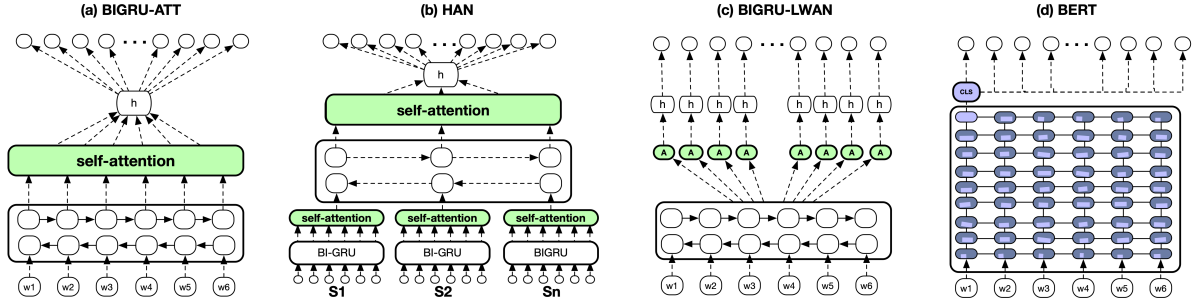 (a) BIGRU-ATT
h
self-attention
w1 w2 w3 w4 w5 w6
(b) HAN
h
self-attention
self-attention self-attention self-attention
BI-GRU BI-GRU BIGRU
S1 S2 Sn
(c) BIGRU-LWAN
h h h h h h h h
A A A A A A A A
w1 w2 w3 w4 w5 w6
(d) BERT
CLS
w1 w2 w3 w4 w5 w6